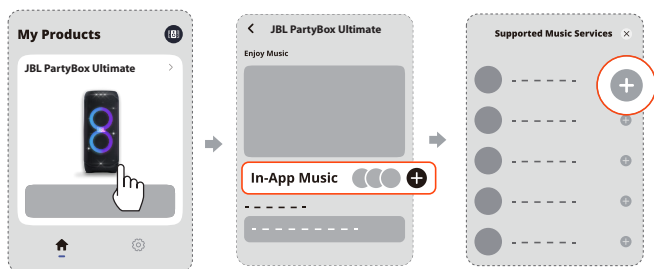 My Products
JBL PartyBox Ultimate
JBL PartyBox Ultimate
Enjoy Music
In-App Music
Supported Music Services